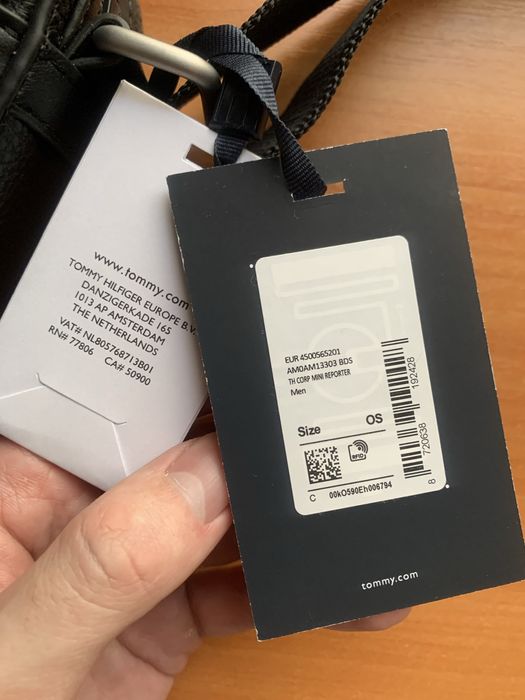 www.tommy.com
TOMMY HILFIGER EUROPE B.V.
DANZIGERKADE 165
1013 AP AMSTERDAM
THE NETHERLANDS
VAT# NL805768713B01
RN# 77806 CA# 50900
EUR 4500565201
AM0AM13303 BDS
TH CORP MINI REPORTER
Men
Size OS
RFID
C 00kO590Eh006794
8 720638 192428
tommy.com